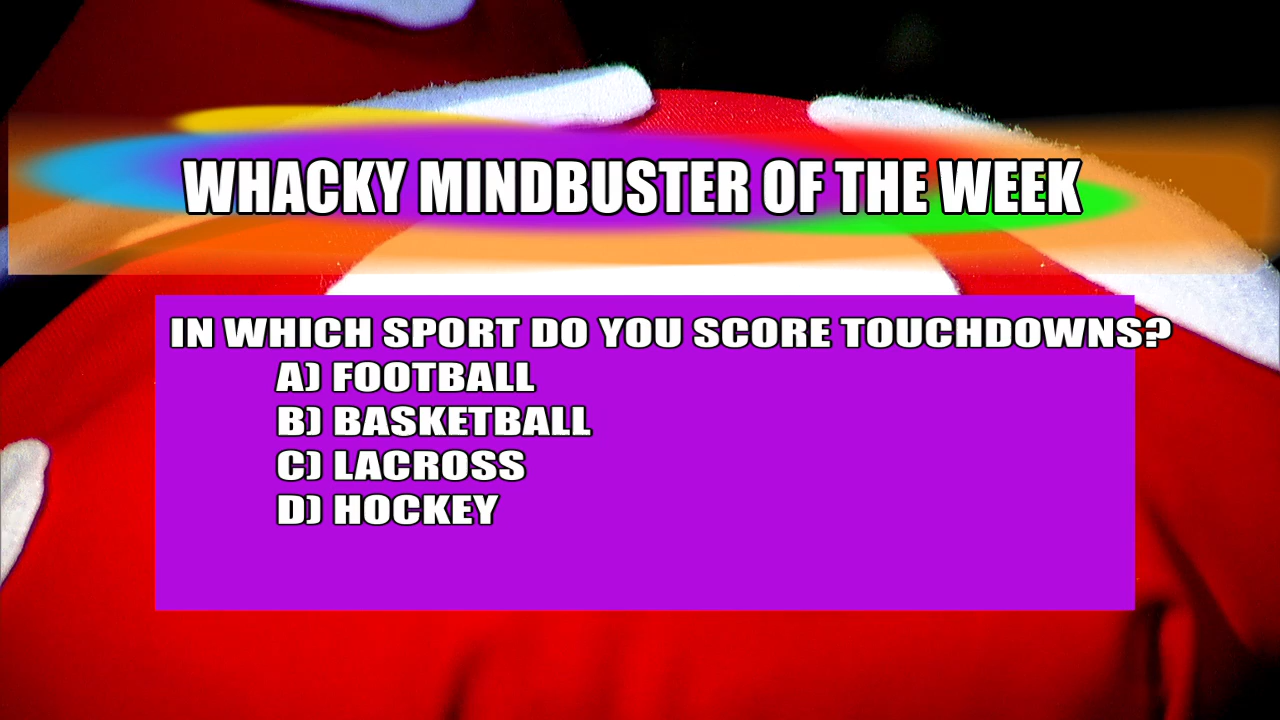 WHACKY MINDBUSTER OF THE WEEK
IN WHICH SPORT DO YOU SCORE TOUCHDOWNS?
A) FOOTBALL
B) BASKETBALL
C) LACROSS
D) HOCKEY